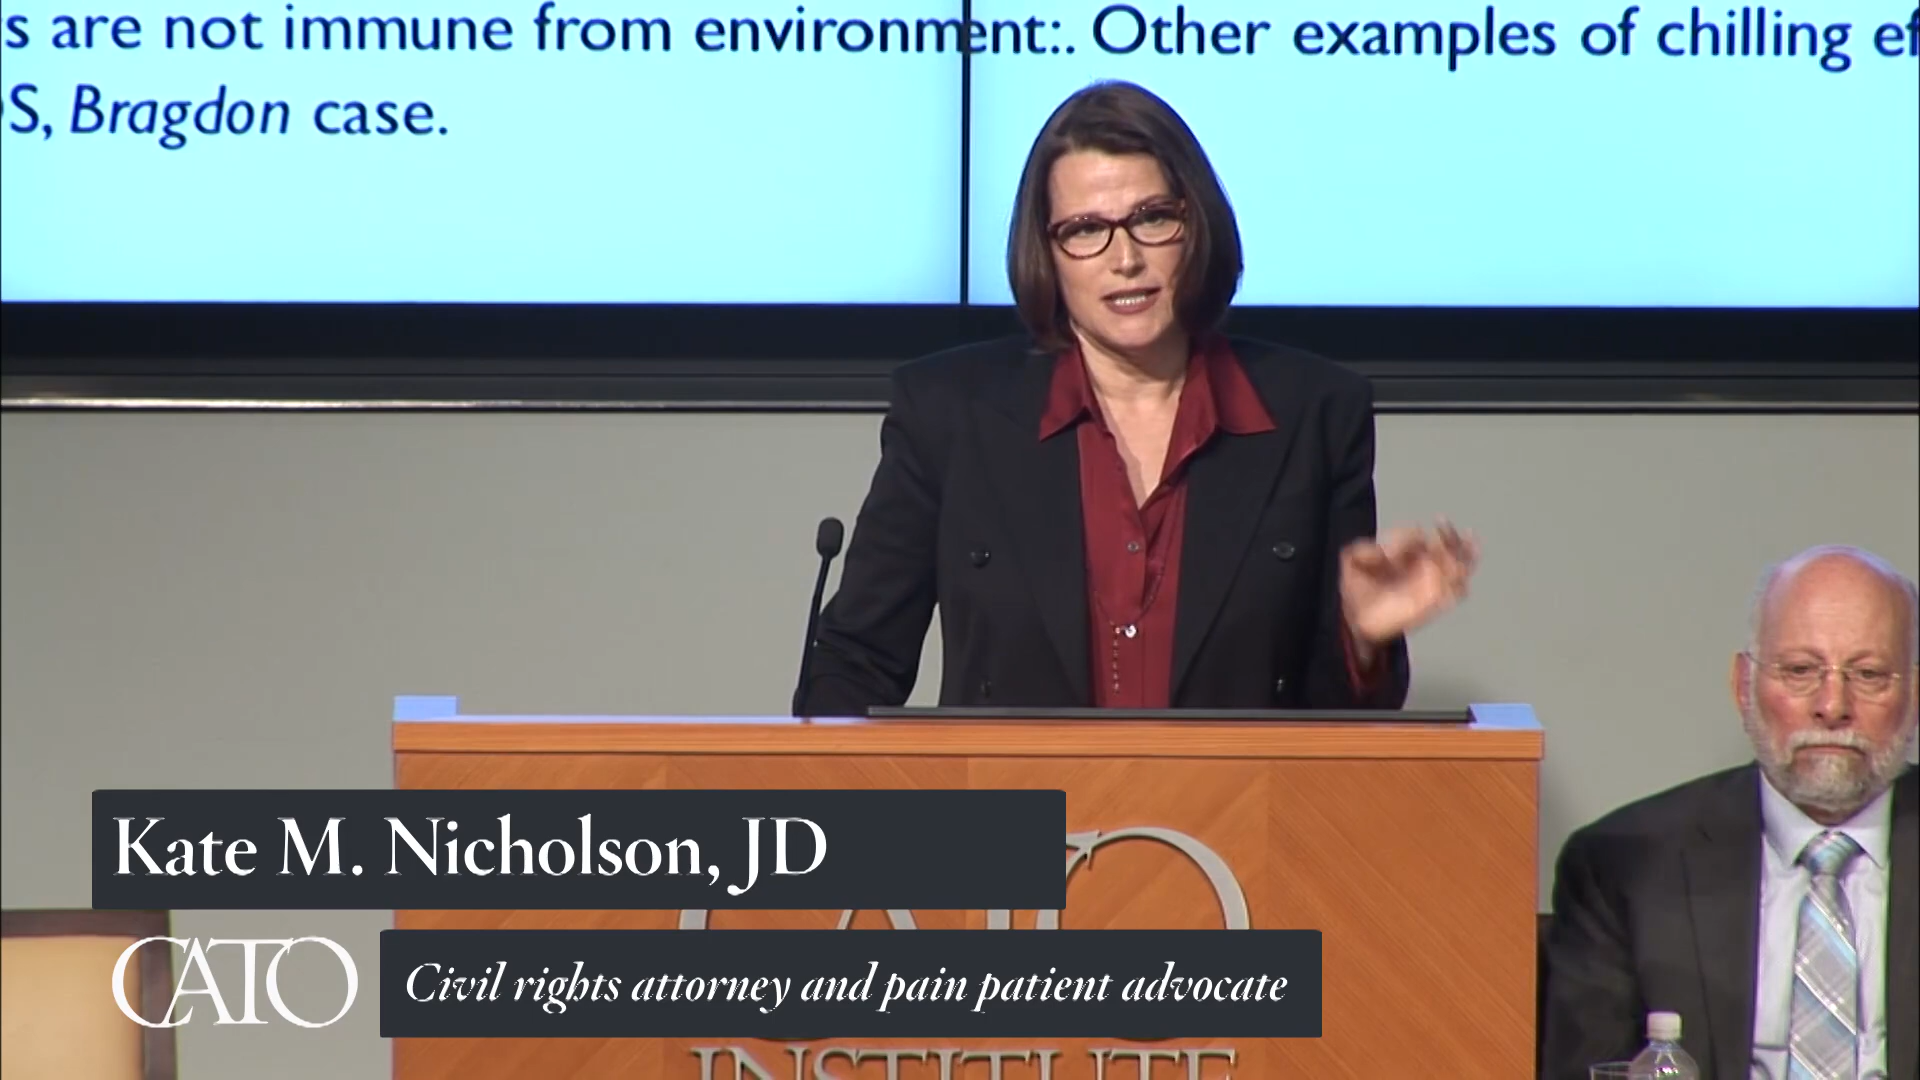 s are not immune from environment:. Other examples of chilling ef
S, Bragdon case.
Kate M. Nicholson, JD
CATO
Civil rights attorney and pain patient advocate
CATO
INSTITUTE